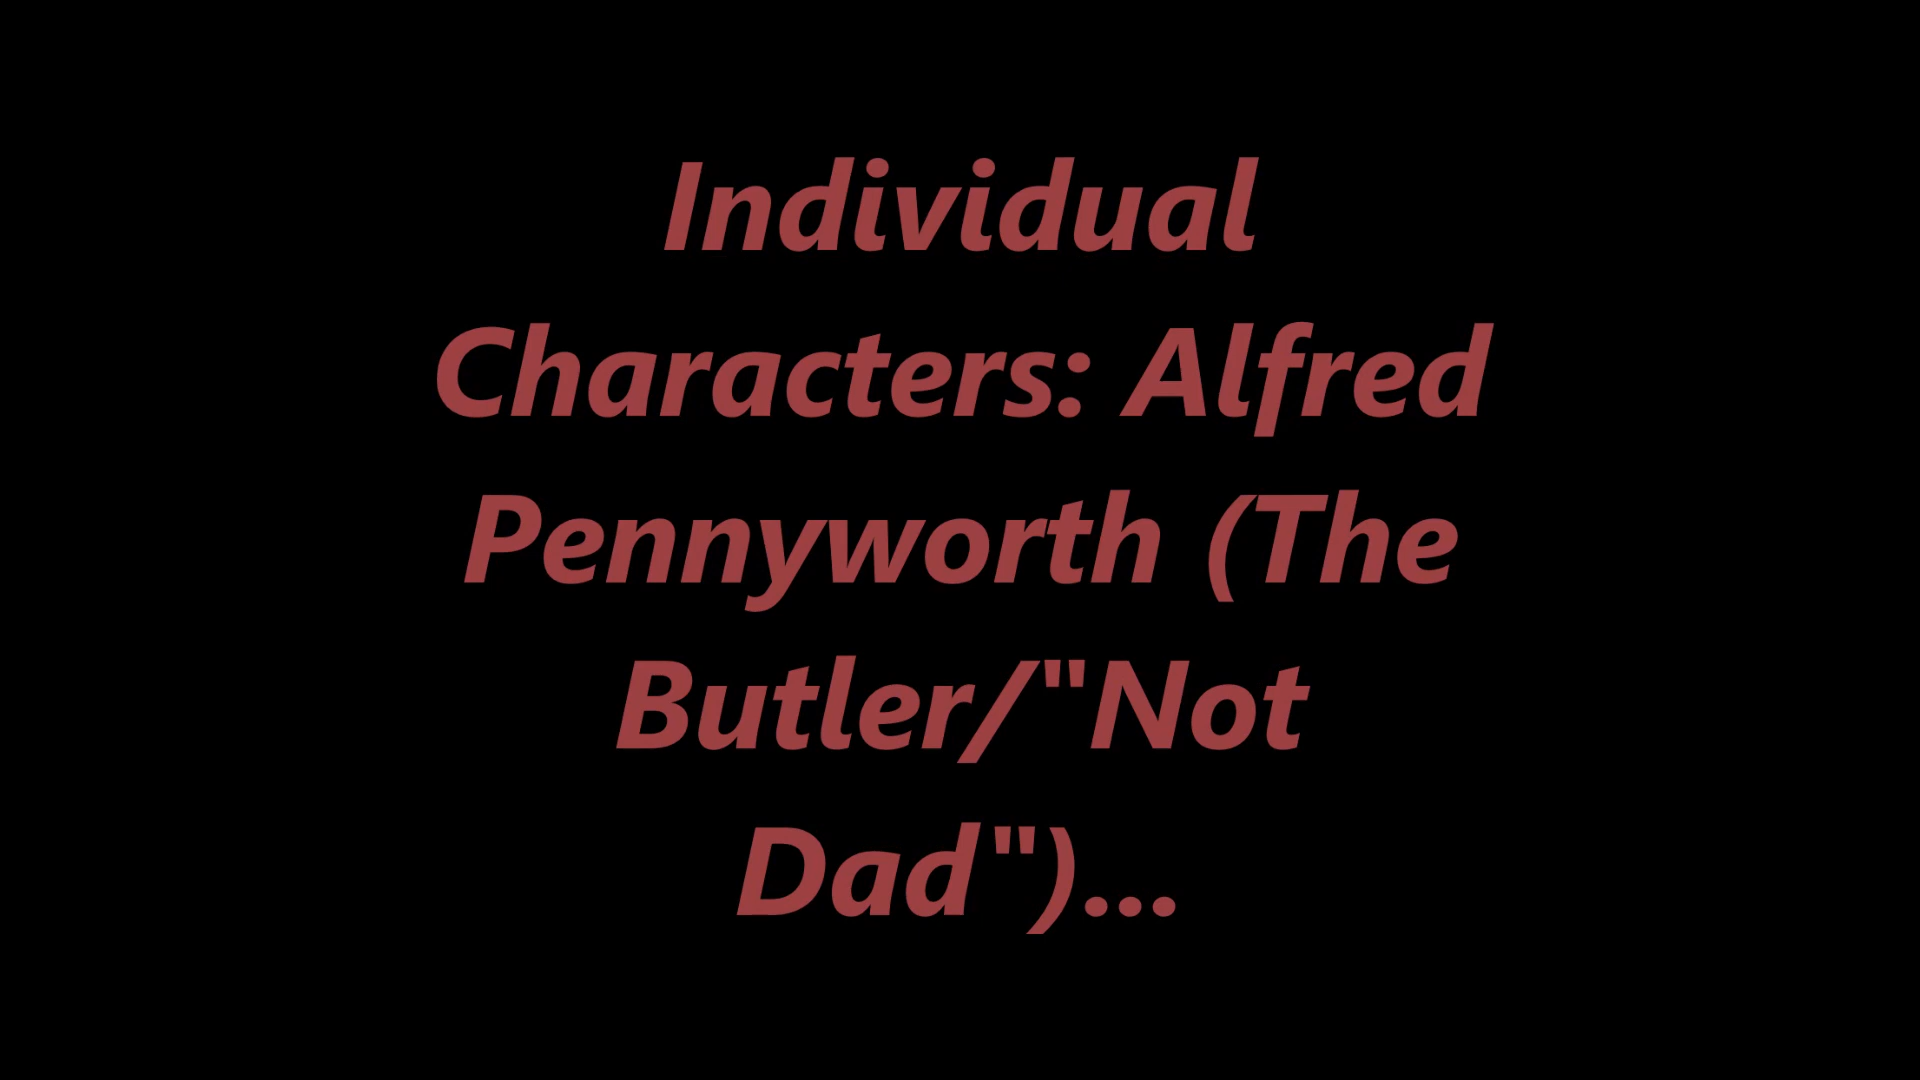 Individual
Characters: Alfred
Pennyworth (The
Butler/"Not
Dad")...